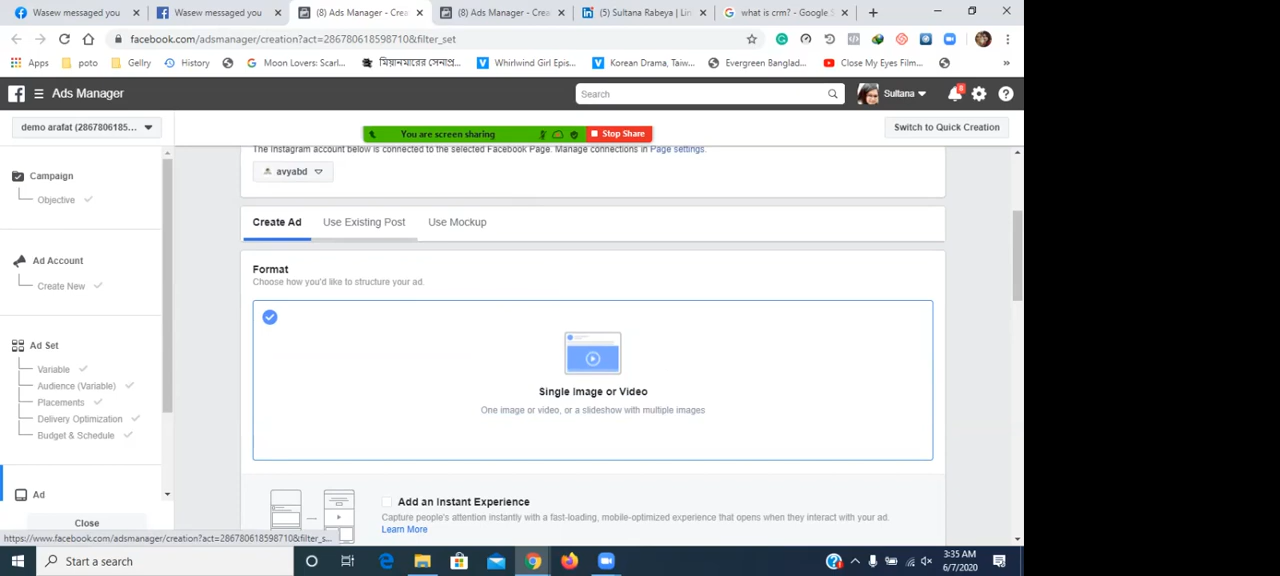 Wasew messaged you
Wasew messaged you
(8) Ads Manager - Crea
(8) Ads Manager - Crea
(5) Sultana Rabeya | Lin
what is crm? - Google S
facebook.com/adsmanager/creation?act=286780618598710&filter_set
Apps
poto
Gellry
History
Moon Lovers: Scarl...
মিয়ানমারের সেনাপ্র...
Whirlwind Girl Epis...
Korean Drama, Taiw...
Evergreen Banglad...
Close My Eyes Film...
»
Ads Manager
Search
Sultana
8
demo arafat (2867806185...
You are screen sharing
Stop Share
Switch to Quick Creation
The Instagram account below is connected to the selected Facebook Page. Manage connections in Page settings.
avyabd
Campaign
Objective
Create Ad
Use Existing Post
Use Mockup
Ad Account
Create New
Format
Choose how you'd like to structure your ad.
Ad Set
Variable
Audience (Variable)
Placements
Delivery Optimization
Budget & Schedule
Single Image or Video
One image or video, or a slideshow with multiple images
Ad
Add an Instant Experience
Capture people's attention instantly with a fast-loading, mobile-optimized experience that opens when they interact with your ad.
Learn More
Close
https://www.facebook.com/adsmanager/creation?act=286780618598710&filter_s...
Start a search
3:35 AM
6/7/2020